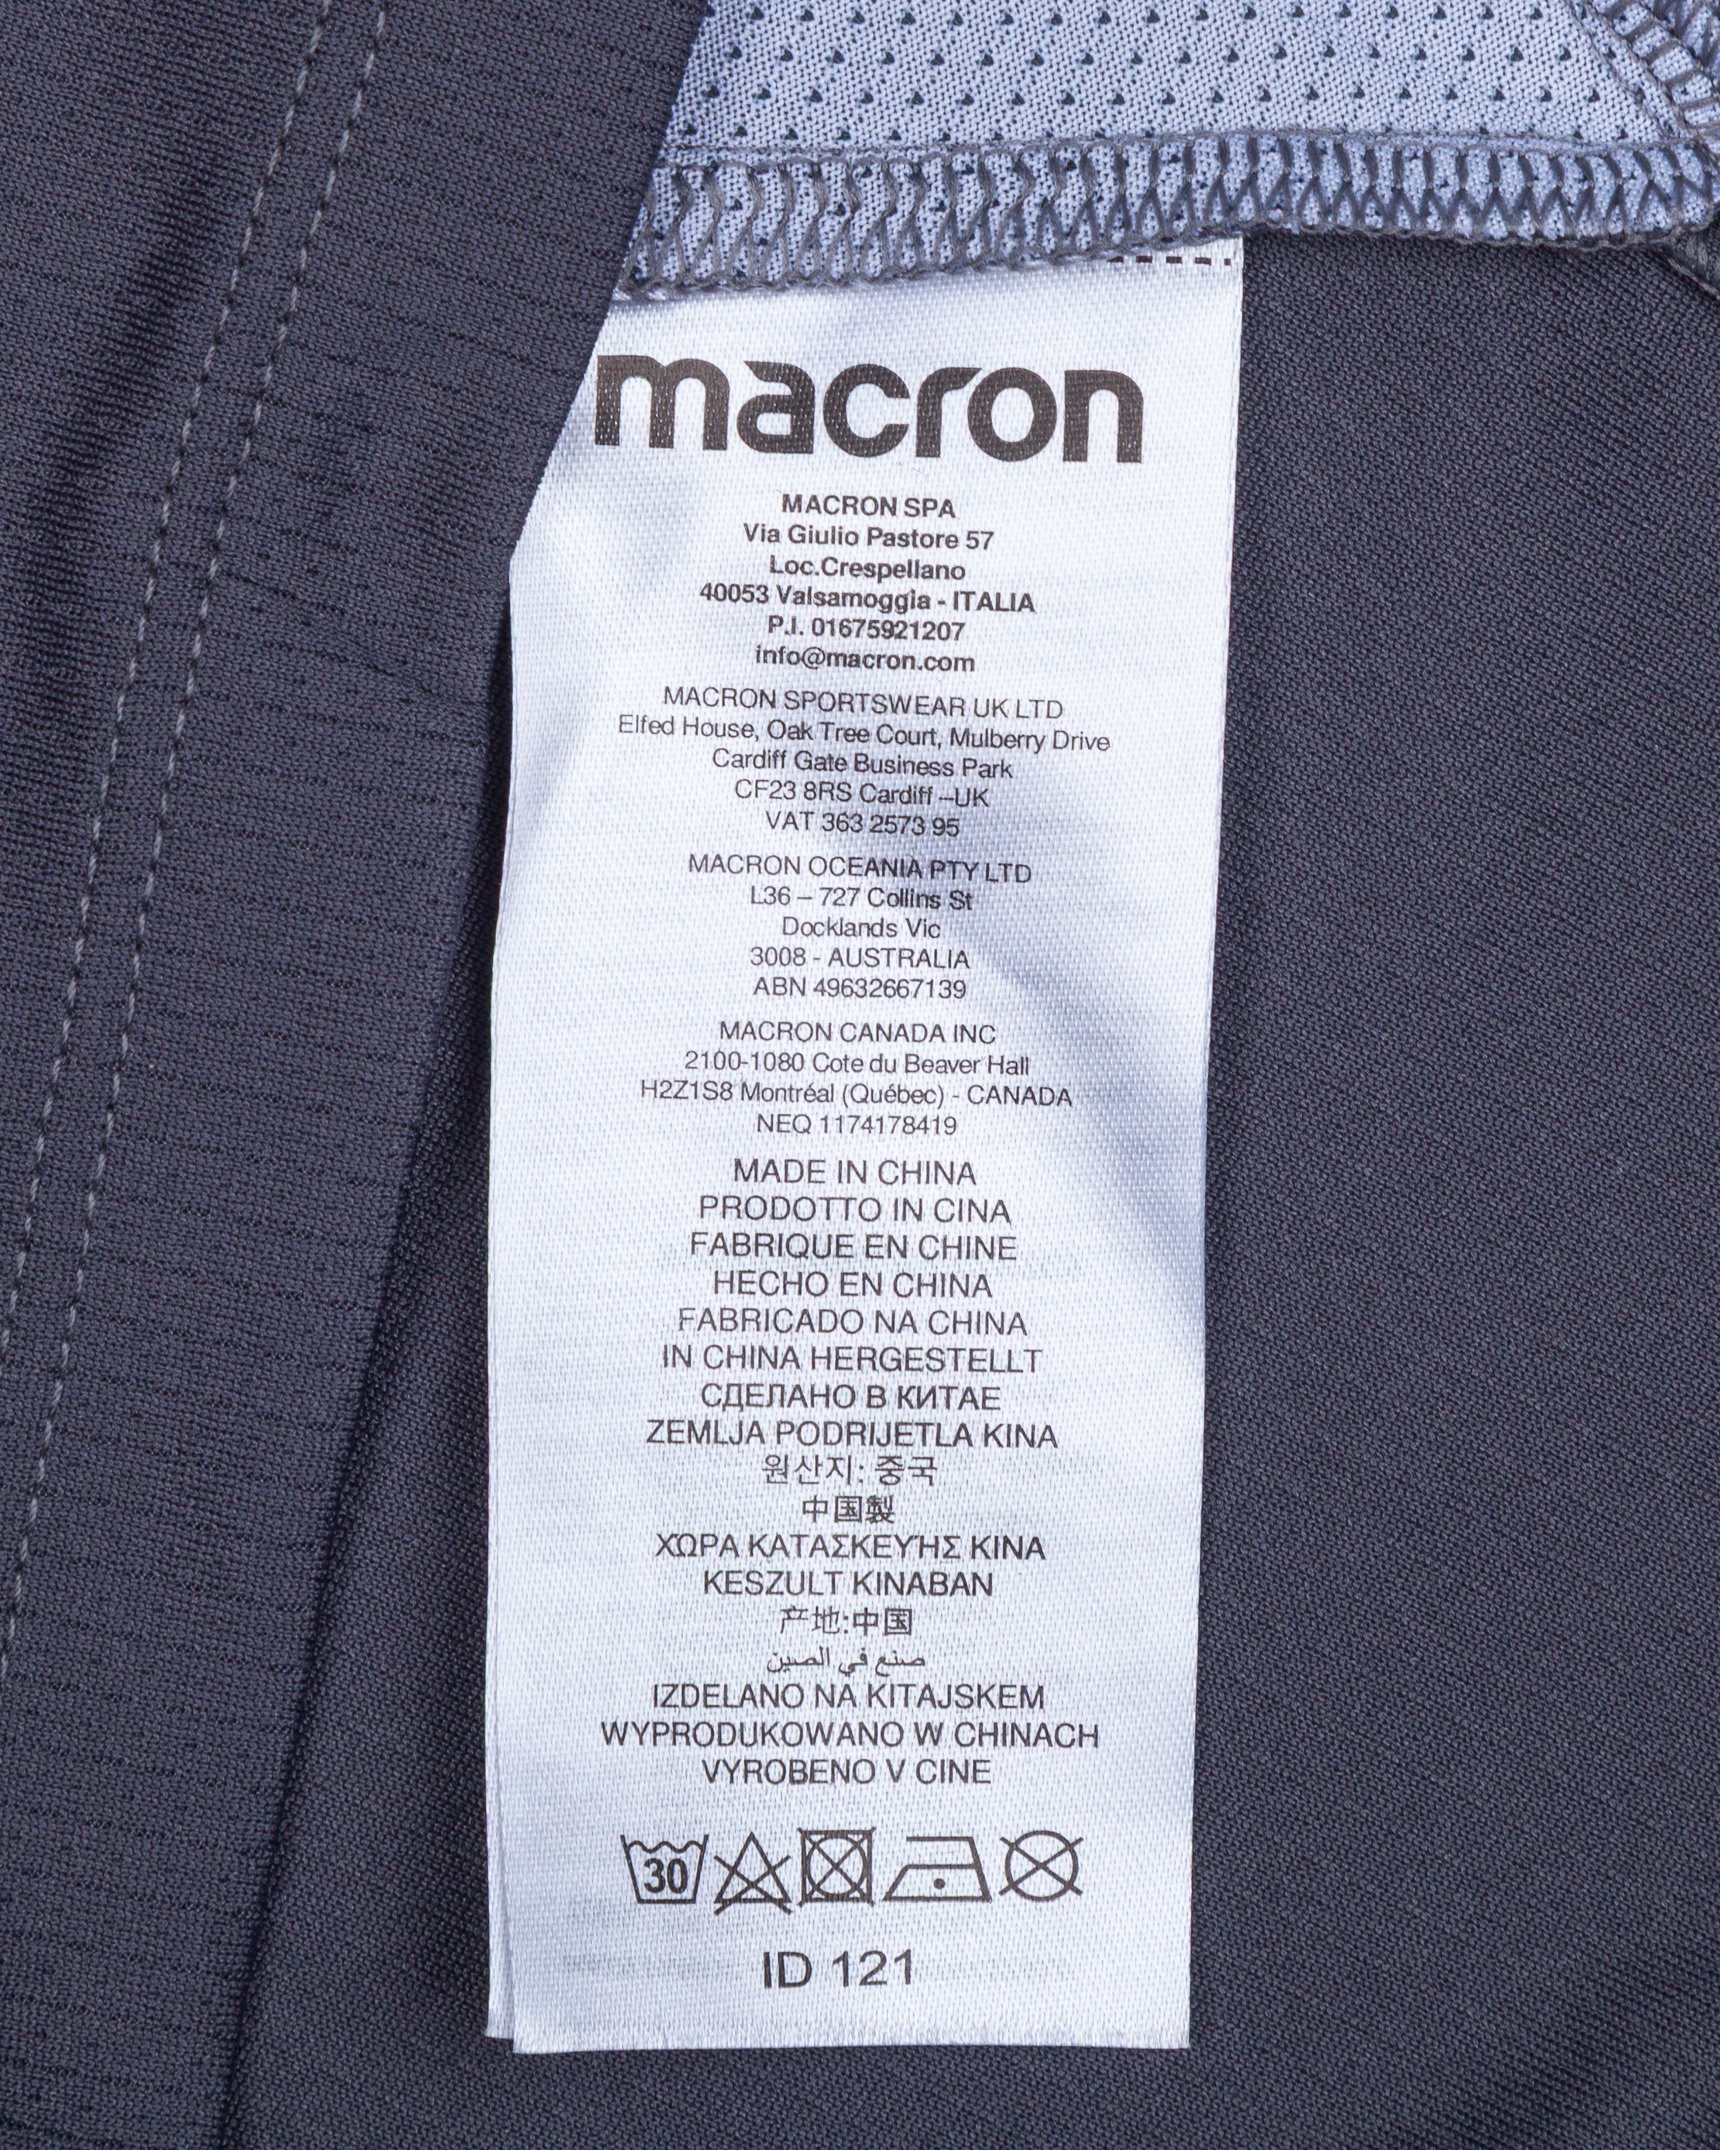 macron
MACRON SPA
Via Giulio Pastore 57
Loc.Crespellano
40053 Valsamoggia - ITALIA
P.I. 01675921207
info@macron.com
MACRON SPORTSWEAR UK LTD
Elfed House, Oak Tree Court, Mulberry Drive
Cardiff Gate Business Park
CF23 8RS Cardiff –UK
VAT 363 2573 95
MACRON OCEANIA PTY LTD
L36 – 727 Collins St
Docklands Vic
3008 - AUSTRALIA
ABN 49632667139
MACRON CANADA INC
2100-1080 Cote du Beaver Hall
H2Z1S8 Montréal (Québec) - CANADA
NEQ 1174178419
MADE IN CHINA
PRODOTTO IN CINA
FABRIQUE EN CHINE
HECHO EN CHINA
FABRICADO NA CHINA
IN CHINA HERGESTELLT
СДЕЛАНО В КИТАЕ
ZEMLJA PODRIJETLA KINA
원산지: 중국
中国製
ΧΏΡΑ ΚΑΤΑΣΚΕΥΉΣ ΚΙΝΑ
KESZULT KINABAN
产地:中国
صنع في الصين
IZDELANO NA KITAJSKEM
WYPRODUKOWANO W CHINACH
VYROBENO V CINE
30
ID 121